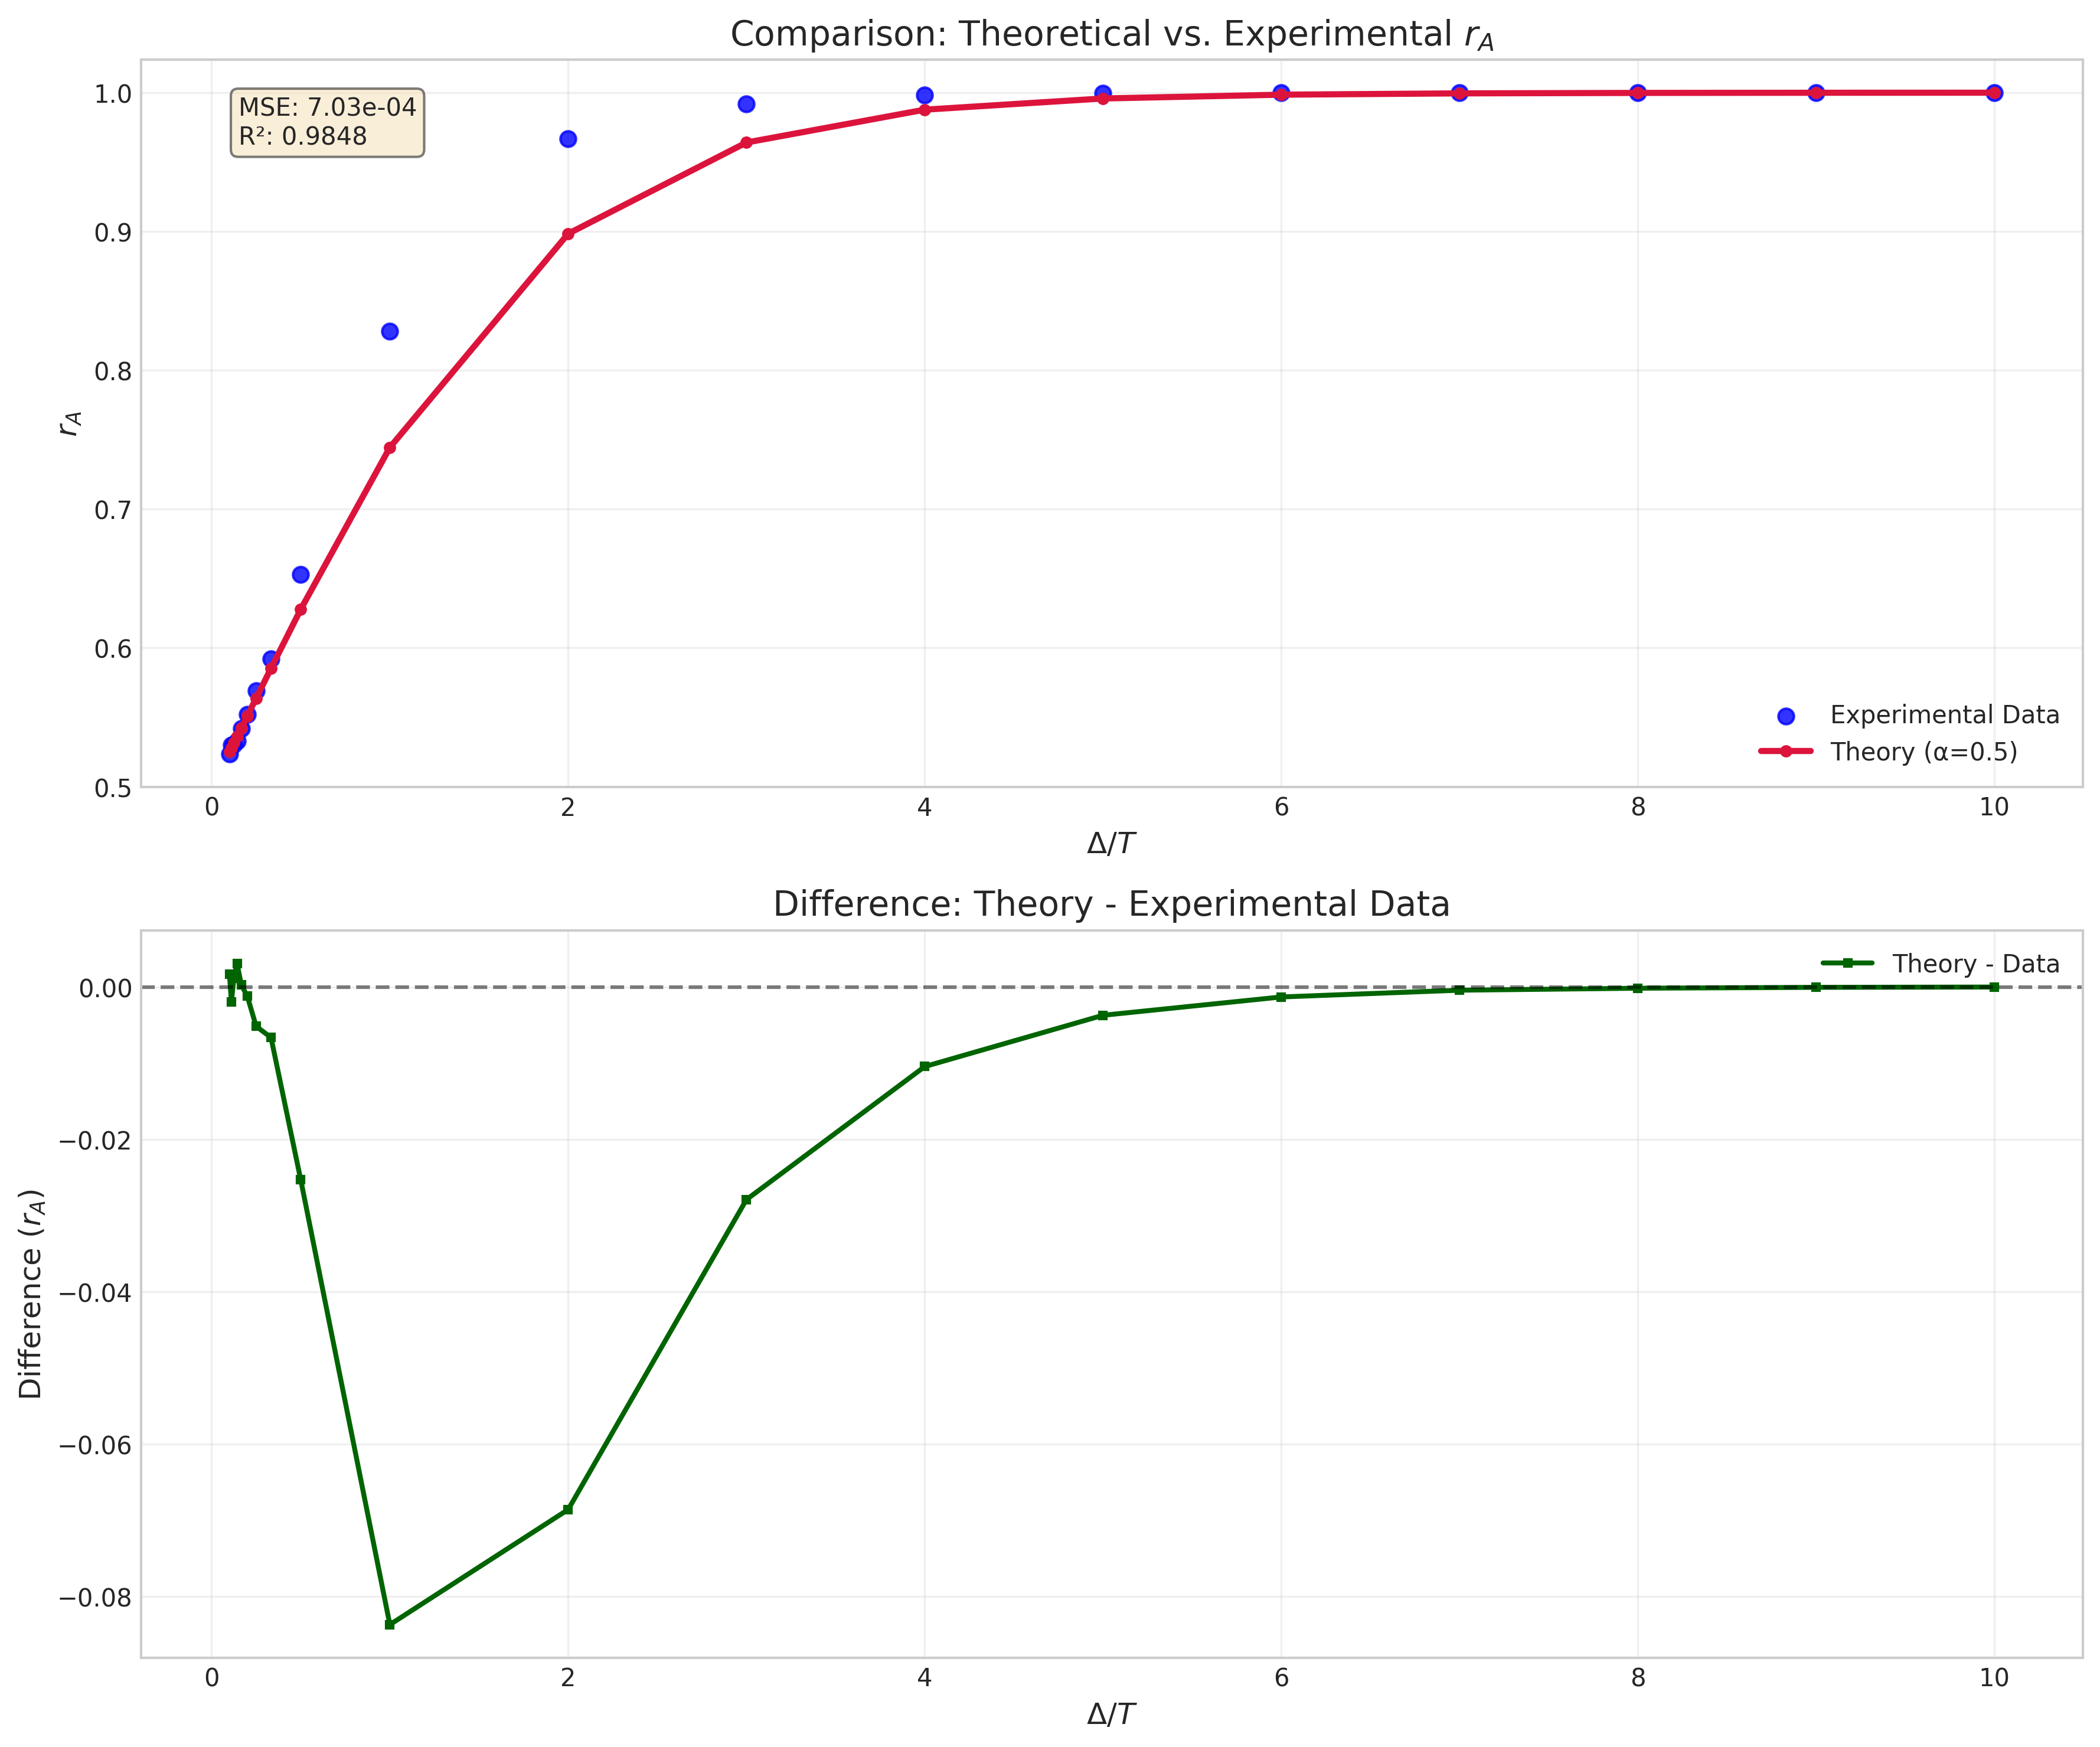 Comparison: Theoretical vs. Experimental r_A
MSE: 7.03e-04
R²: 0.9848
1.0
0.9
0.8
0.7
0.6
0.5
r_A
Experimental Data
Theory (α=0.5)
0 2 4 6 8 10
Δ/T
Difference: Theory - Experimental Data
Theory - Data
0.00
−0.02
−0.04
−0.06
−0.08
Difference (r_A)
0 2 4 6 8 10
Δ/T